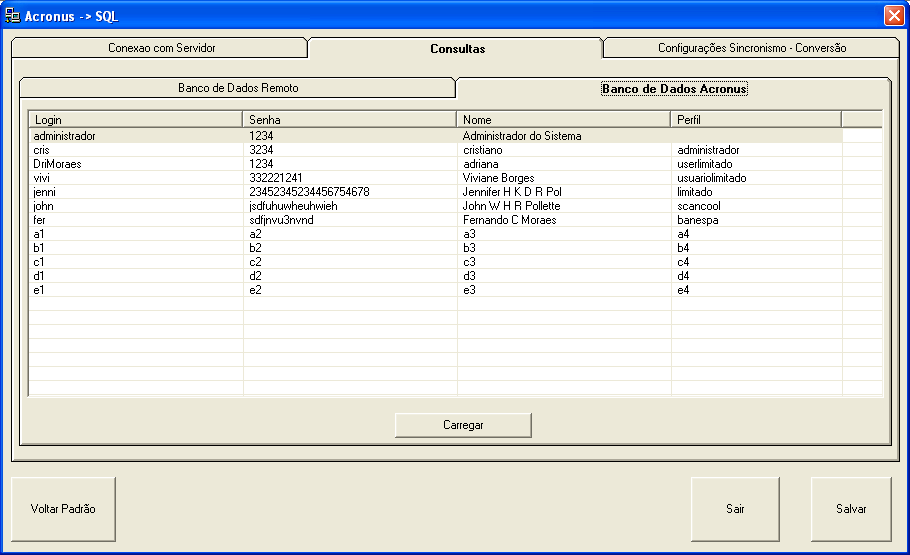 Acronus -> SQL
Conexao com Servidor Consultas Configurações Sincronismo - Conversão
Banco de Dados Remoto Banco de Dados Acronus
Login Senha Nome Perfil
administrador 1234 Administrador do Sistema
cris 3234 cristiano administrador
DriMoraes 1234 adriana userlimitado
vivi 332221241 Viviane Borges usuariolimitado
jenni 23452345234456754678 Jennifer H K D R Pol limitado
john jsdfuhuwheuhwieh John W H R Pollette scancool
fer sdfjnvu3nvnd Fernando C Moraes banespa
a1 a2 a3 a4
b1 b2 b3 b4
c1 c2 c3 c4
d1 d2 d3 d4
e1 e2 e3 e4
Carregar
Voltar Padrão Sair Salvar